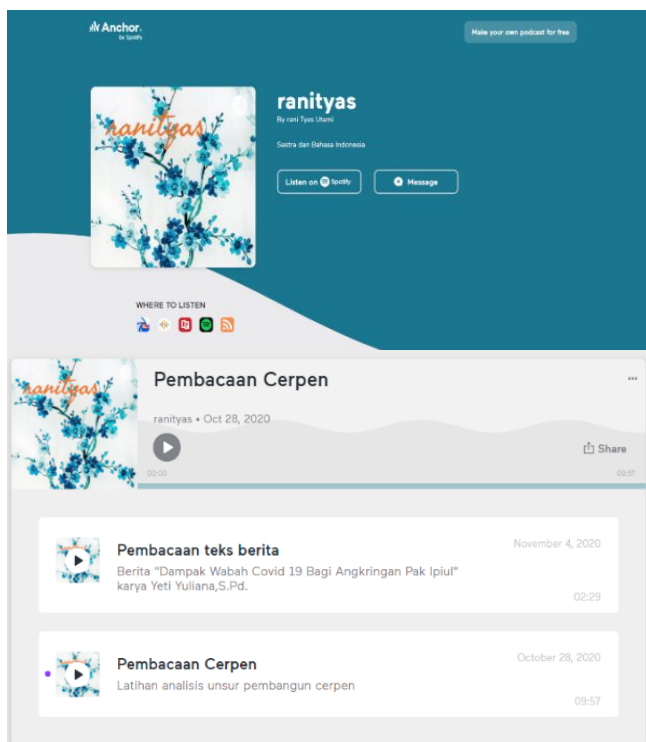 Anchor.
by Spotify
Make your own podcast for free
ranityas
ranityas
By rani Tyas Utami
Sastra dan Bahasa Indonesia
Listen on Spotify
Message
WHERE TO LISTEN
ranityas
Pembacaan Cerpen
ranityas • Oct 28, 2020
Share
00:00
09:57
Pembacaan teks berita
November 4, 2020
Berita "Dampak Wabah Covid 19 Bagi Angkringan Pak Ipiul"
karya Yeti Yuliana,S.Pd.
02:29
Pembacaan Cerpen
October 28, 2020
Latihan analisis unsur pembangun cerpen
09:57